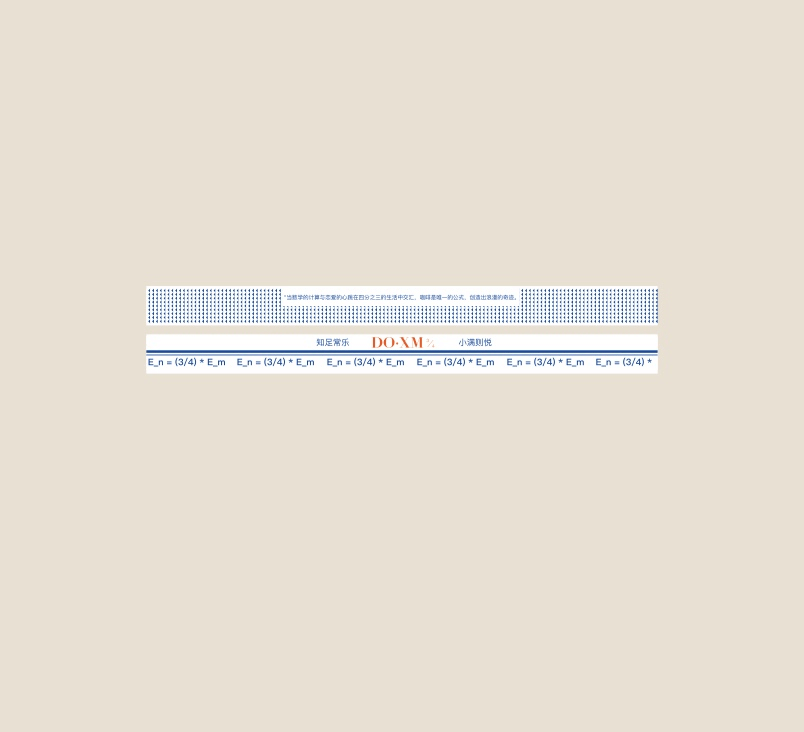 "当数学的计算与恋爱的心跳在四分之三的生活中交汇，咖啡是唯一的公式，创造出浪漫的奇迹。
知足常乐 DO·XM 小满则悦
E_n = (3/4) * E_m E_n = (3/4) * E_m E_n = (3/4) * E_m E_n = (3/4) * E_m E_n = (3/4) * E_m E_n = (3/4) *